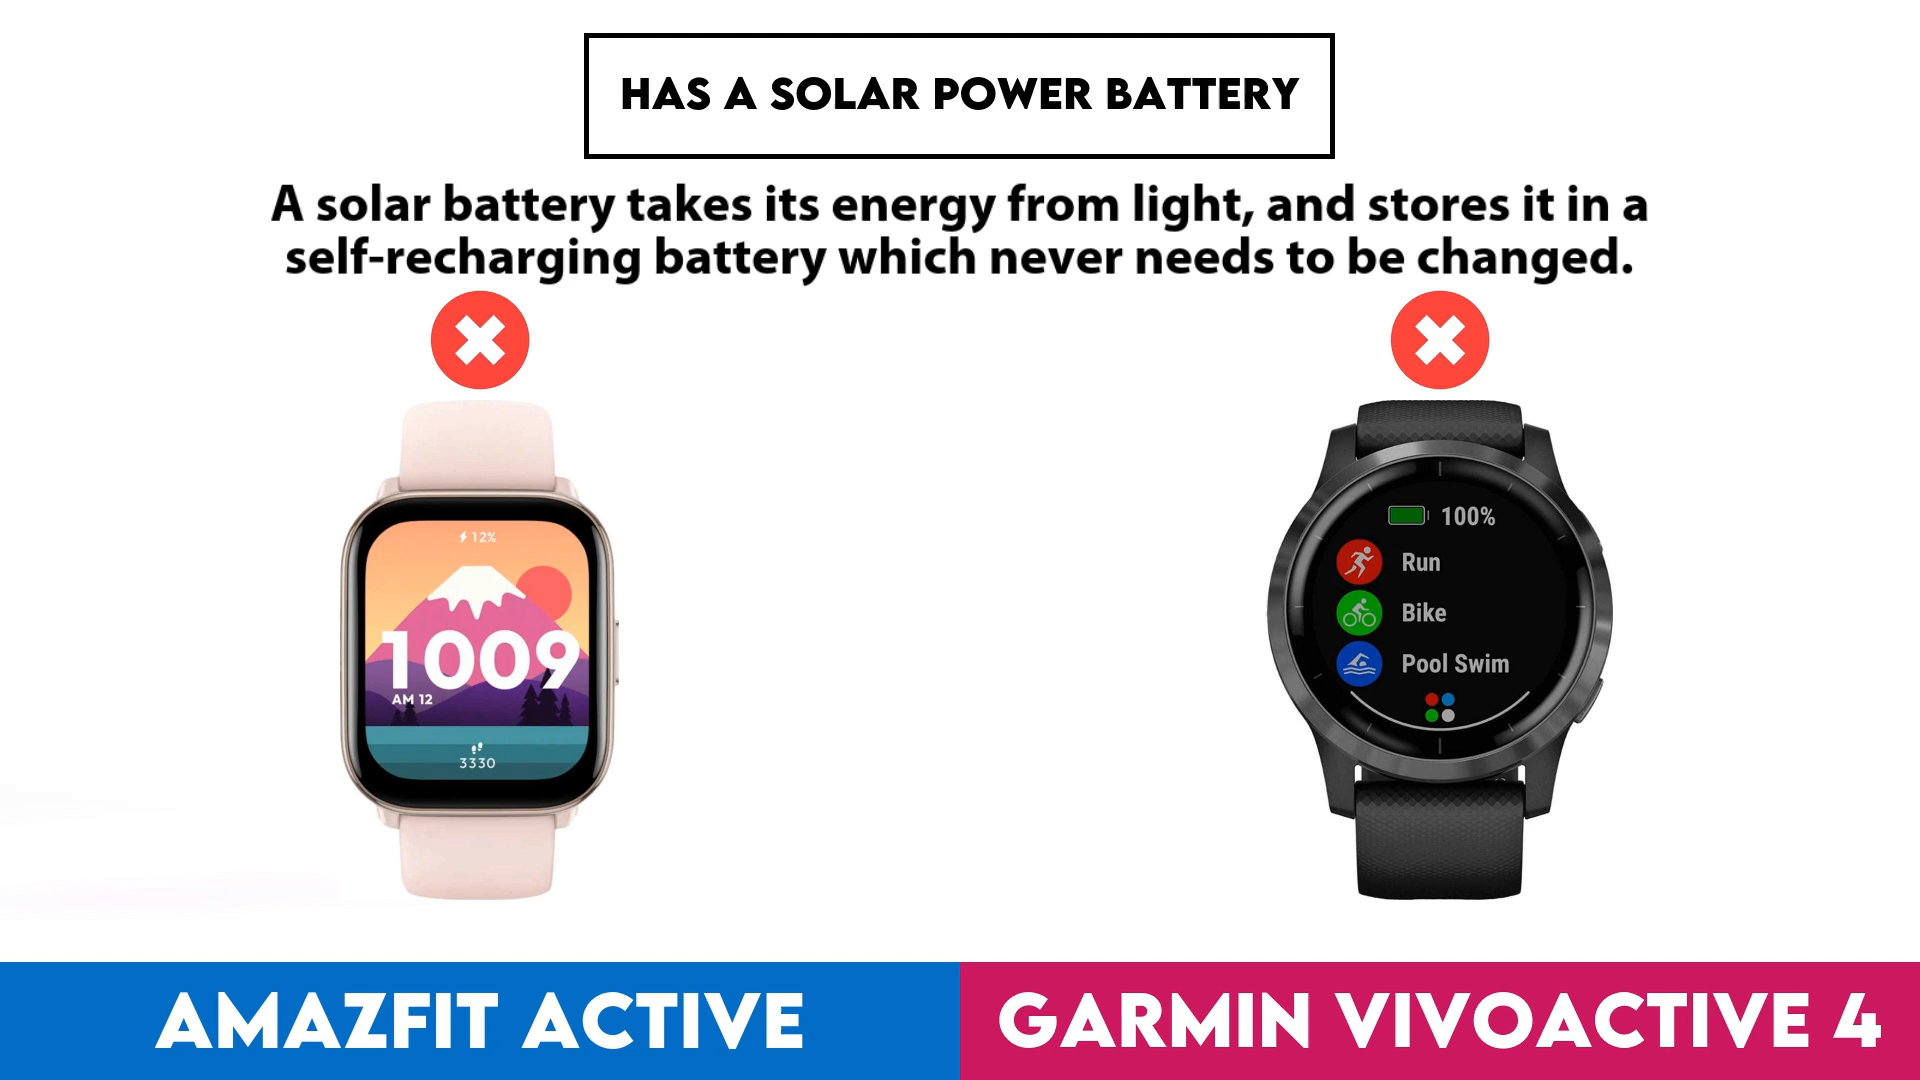 HAS A SOLAR POWER BATTERY
A solar battery takes its energy from light, and stores it in a
self-recharging battery which never needs to be changed.
12%
1009
AM 12
3330
100%
Run
Bike
Pool Swim
AMAZFIT ACTIVE
GARMIN VIVOACTIVE 4